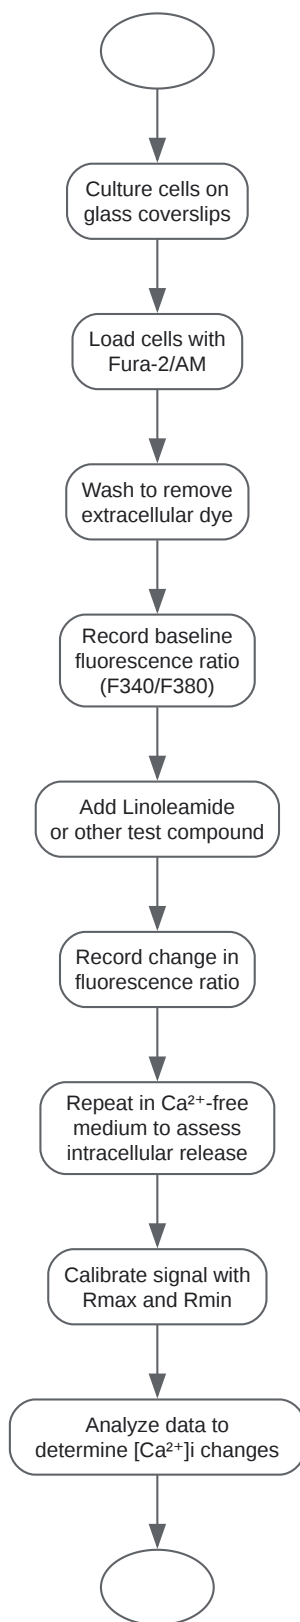 Culture cells on
glass coverslips
Load cells with
Fura-2/AM
Wash to remove
extracellular dye
Record baseline
fluorescence ratio
(F340/F380)
Add Linoleamide
or other test compound
Record change in
fluorescence ratio
Repeat in Ca²⁺-free
medium to assess
intracellular release
Calibrate signal with
Rmax and Rmin
Analyze data to
determine [Ca²⁺]i changes